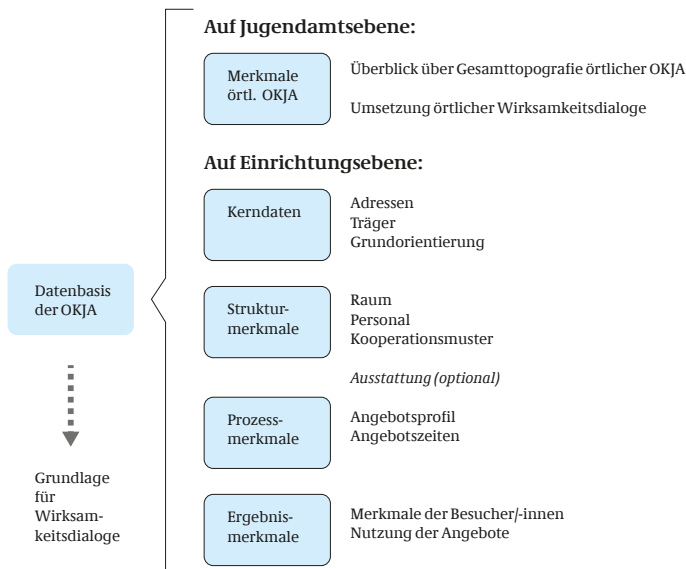 Auf Jugendamtsebene:
Merkmale
örtl. OKJA
Überblick über Gesamttopografie örtlicher OKJA
Umsetzung örtlicher Wirksamkeitsdialoge
Auf Einrichtungsebene:
Kerndaten
Adressen
Träger
Grundorientierung
Datenbasis
der OKJA
Struktur-
merkmale
Raum
Personal
Kooperationsmuster
Ausstattung (optional)
Prozess-
merkmale
Angebotsprofil
Angebotszeiten
Grundlage
für
Wirksam-
keitsdialoge
Ergebnis-
merkmale
Merkmale der Besucher/-innen
Nutzung der Angebote